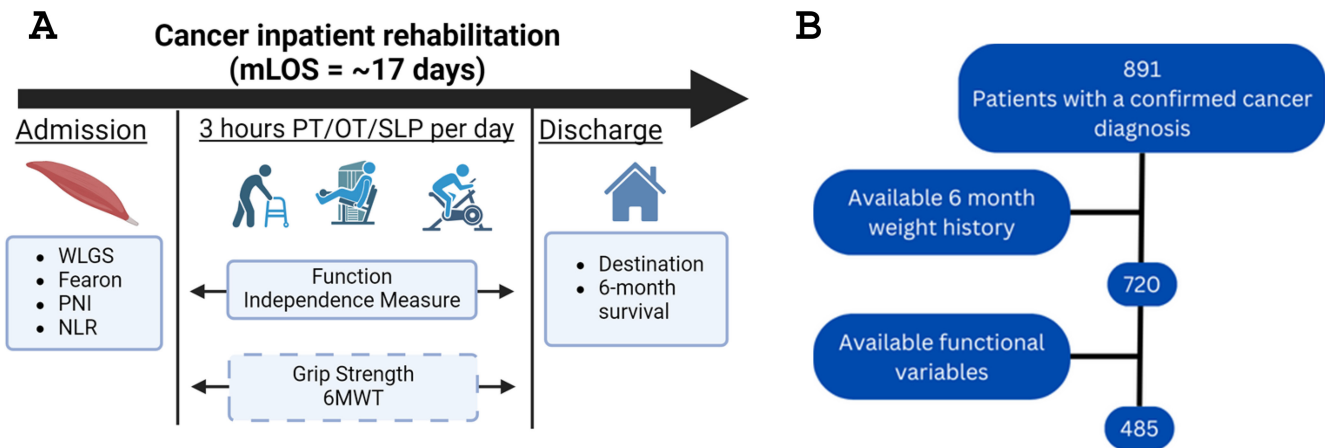 A
Cancer inpatient rehabilitation
(mLOS = ~17 days)
Admission
3 hours PT/OT/SLP per day
Discharge
• WLGS
• Fearon
• PNI
• NLR
Function
Independence Measure
Grip Strength
6MWT
• Destination
• 6-month
survival
B
891
Patients with a confirmed cancer
diagnosis
Available 6 month
weight history
720
Available functional
variables
485